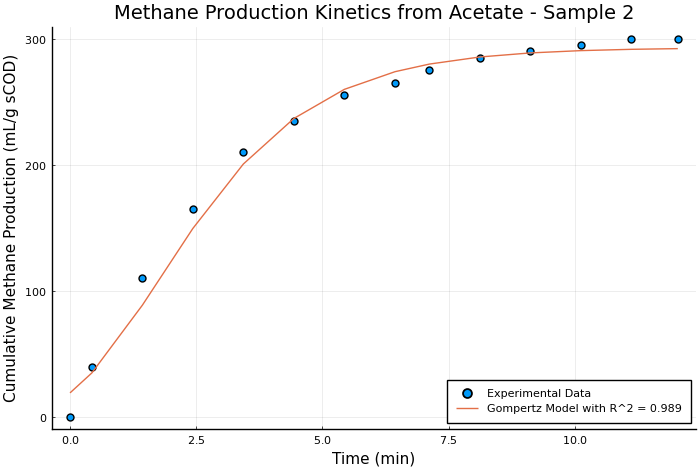 Methane Production Kinetics from Acetate - Sample 2
Cumulative Methane Production (mL/g sCOD)
300
200
100
0
Experimental Data
Gompertz Model with R^2 = 0.989
0.0 2.5 5.0 7.5 10.0
Time (min)